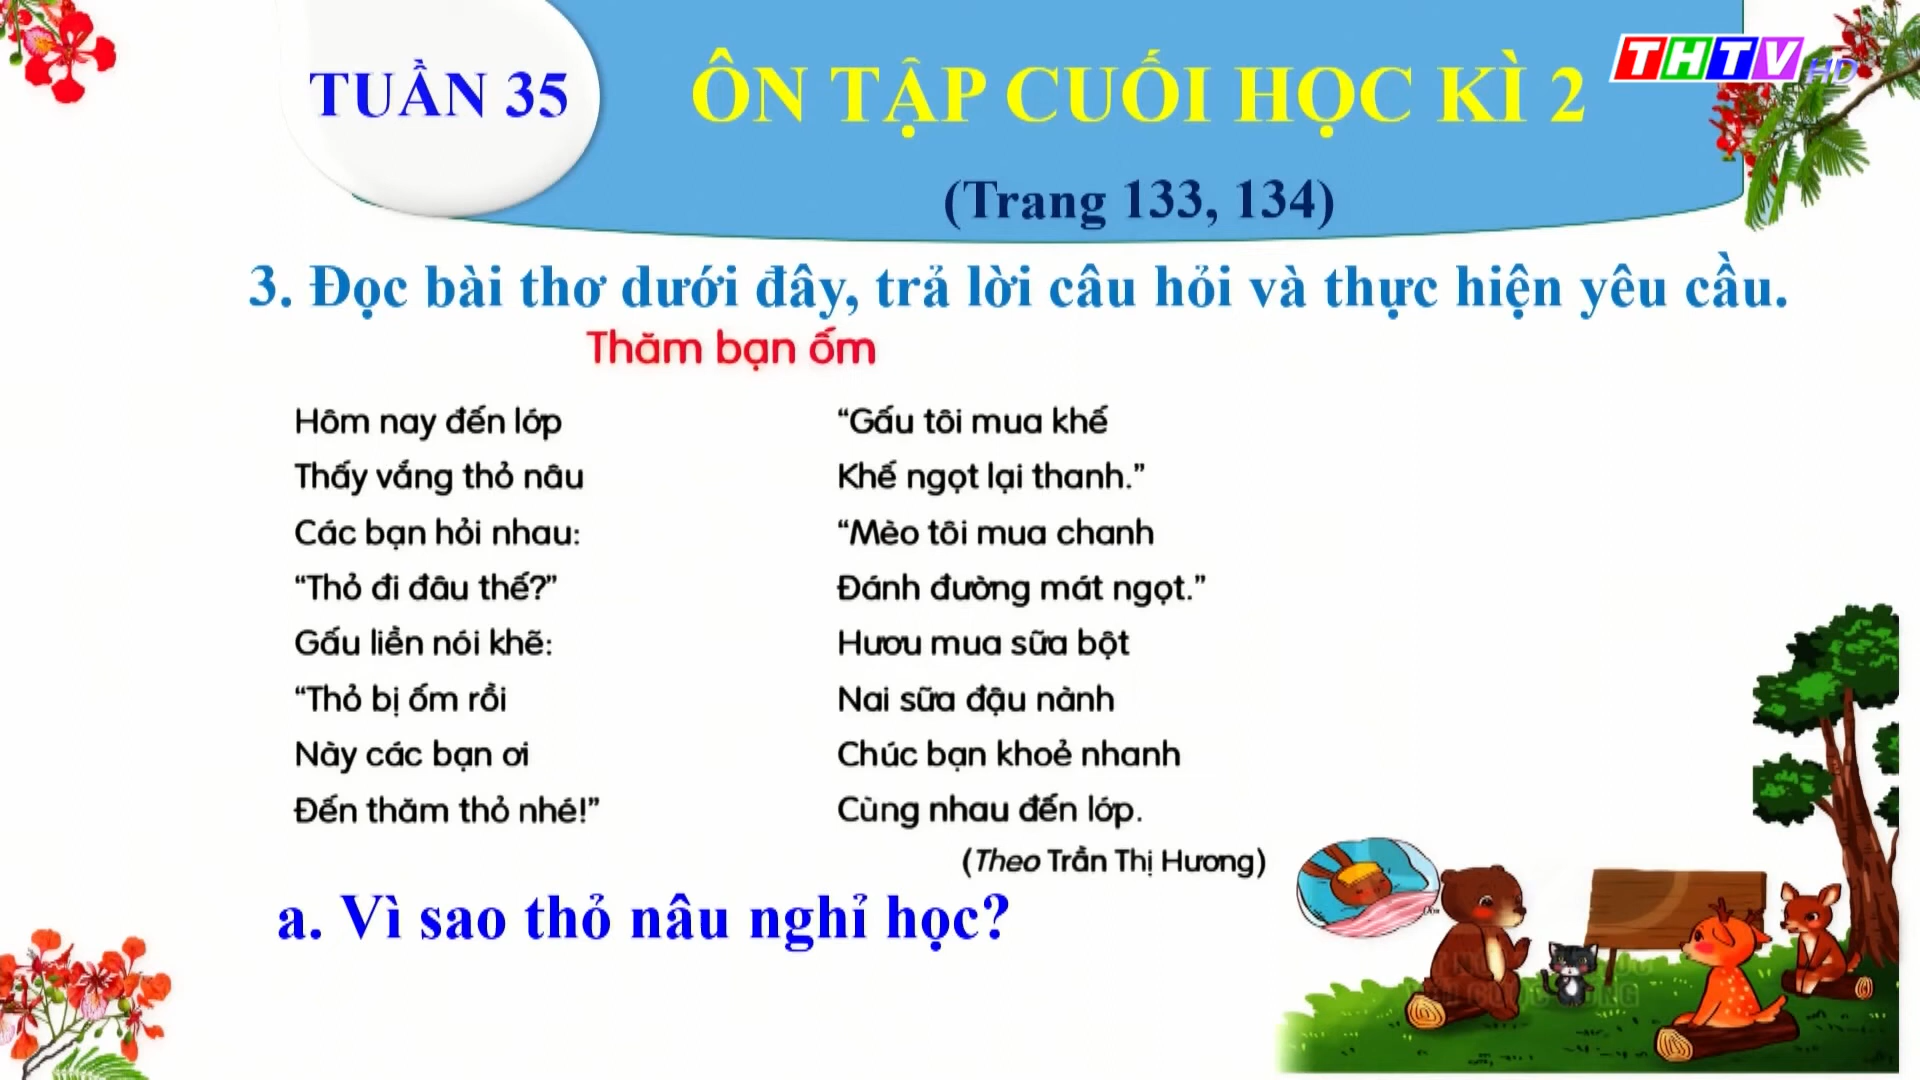 TUẦN 35
ÔN TẬP CUỐI HỌC KÌ 2
THTV HD
(Trang 133, 134)
3. Đọc bài thơ dưới đây, trả lời câu hỏi và thực hiện yêu cầu.
Thăm bạn ốm
Hôm nay đến lớp
Thấy vắng thỏ nâu
Các bạn hỏi nhau:
“Thỏ đi đâu thế?”
Gấu liền nói khẽ:
“Thỏ bị ốm rồi
Này các bạn ơi
Đến thăm thỏ nhé!”
“Gấu tôi mua khế
Khế ngọt lại thanh.”
“Mèo tôi mua chanh
Đánh đường mát ngọt.”
Hươu mua sữa bột
Nai sữa đậu nành
Chúc bạn khoẻ nhanh
Cùng nhau đến lớp.
(Theo Trần Thị Hương)
a. Vì sao thỏ nâu nghỉ học?